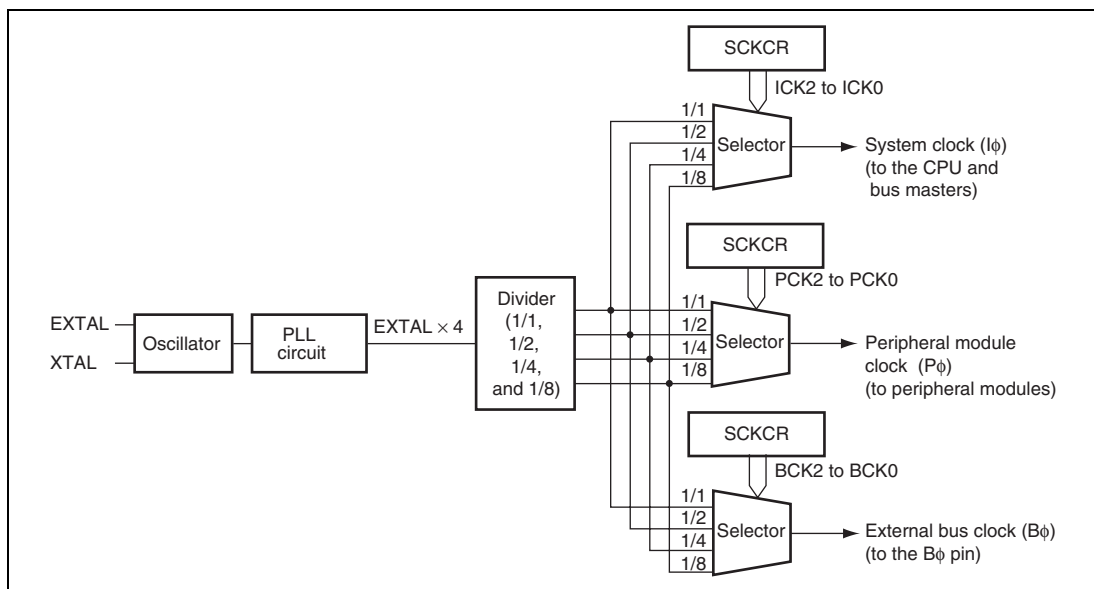 SCKCR
ICK2 to ICK0
1/1
1/2
1/4
1/8
Selector
System clock (Iϕ)
(to the CPU and
bus masters)
SCKCR
PCK2 to PCK0
EXTAL
XTAL
Oscillator
PLL
circuit
EXTAL × 4
Divider
(1/1,
1/2,
1/4,
and 1/8)
1/1
1/2
1/4
1/8
Selector
Peripheral module
clock (Pϕ)
(to peripheral modules)
SCKCR
BCK2 to BCK0
1/1
1/2
1/4
1/8
Selector
External bus clock (Bϕ)
(to the Bϕ pin)